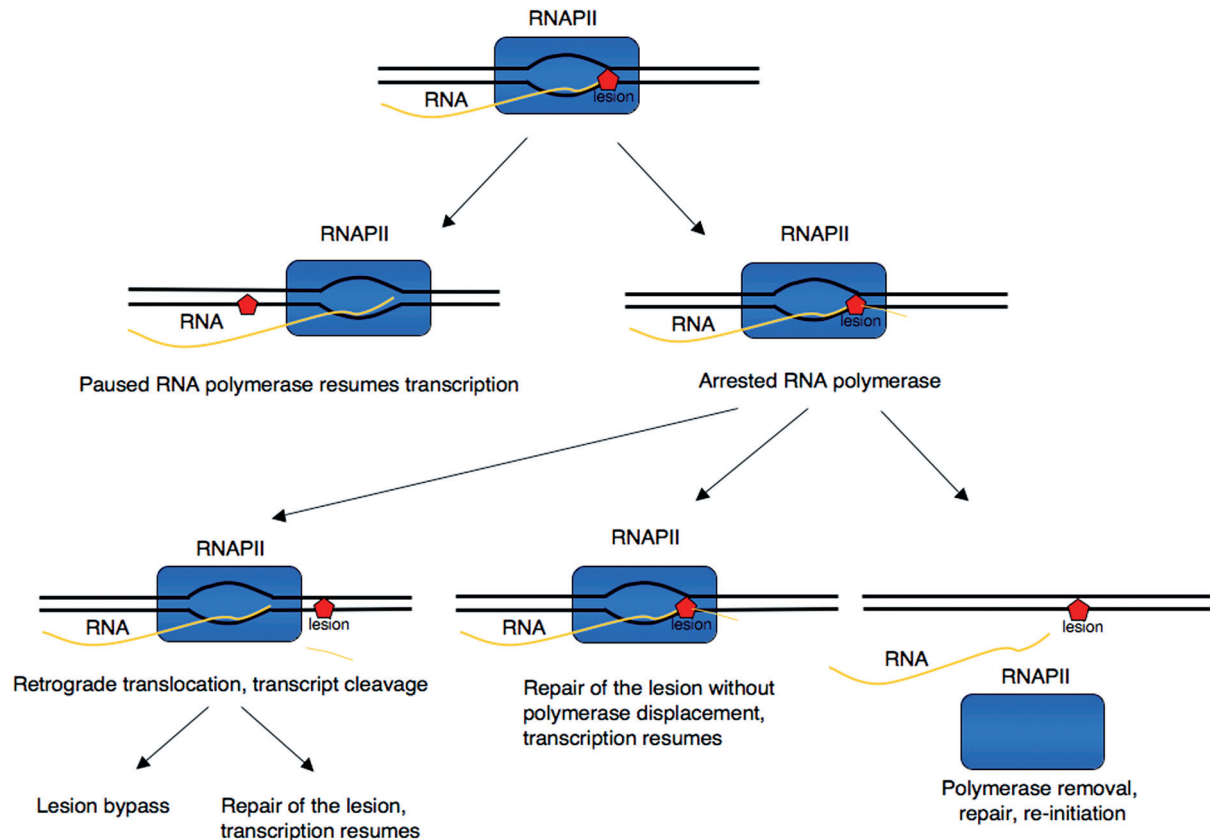 RNAPII
RNA
lesion
RNAPII
RNA
Paused RNA polymerase resumes transcription
RNAPII
RNA
lesion
Arrested RNA polymerase
RNAPII
RNA
lesion
Retrograde translocation, transcript cleavage
Lesion bypass
Repair of the lesion,
transcription resumes
RNAPII
RNA
lesion
Repair of the lesion without
polymerase displacement,
transcription resumes
lesion
RNA
RNAPII
Polymerase removal,
repair, re-initiation